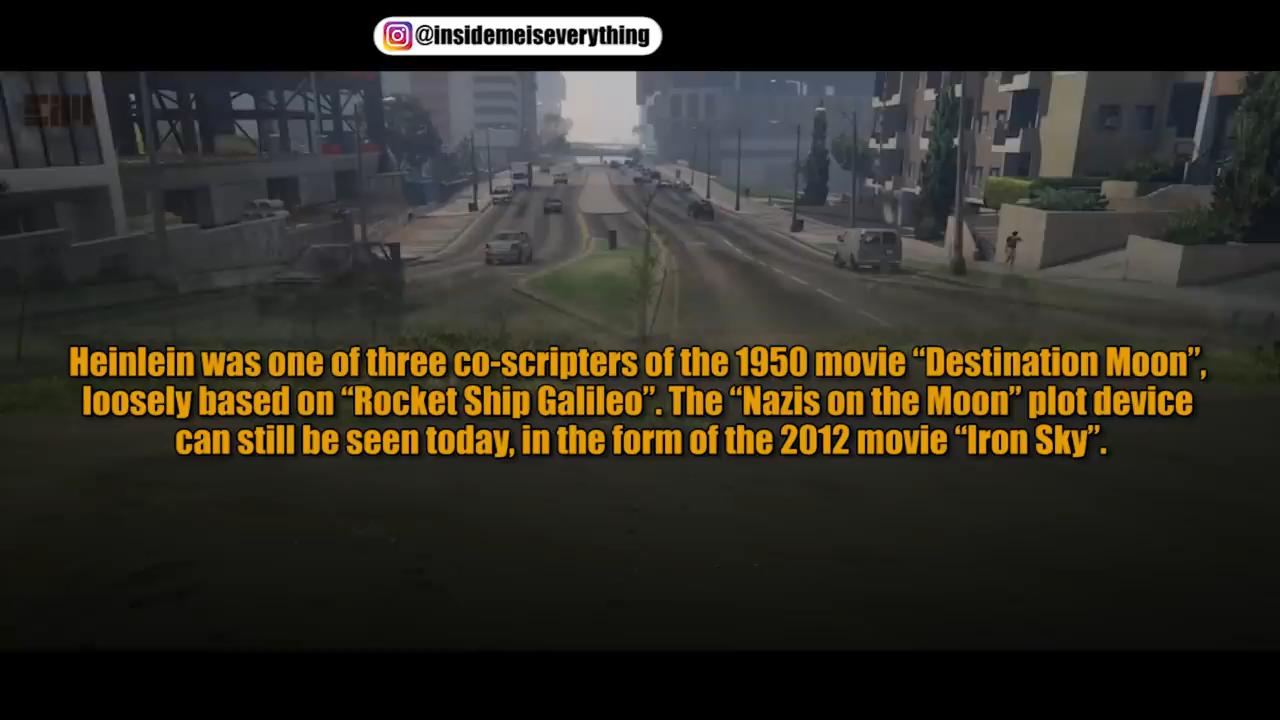 @insidemeiseverything
Heinlein was one of three co-scripters of the 1950 movie “Destination Moon”,
loosely based on “Rocket Ship Galileo”. The “Nazis on the Moon” plot device
can still be seen today, in the form of the 2012 movie “Iron Sky”.